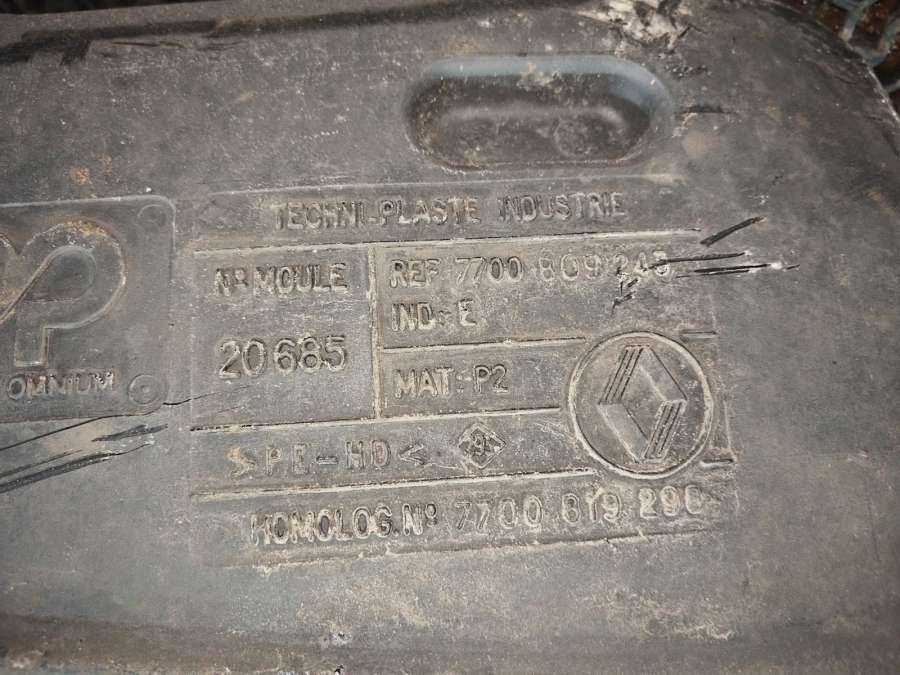 TECHNI-PLASTE INDUSTRIE
Nº MOULE
20685
REF 7700 809 243
IND:-E
MAT:-P2
OMNIUM
>PE-HD<
HOMOLOG.Nº 7700 819 290